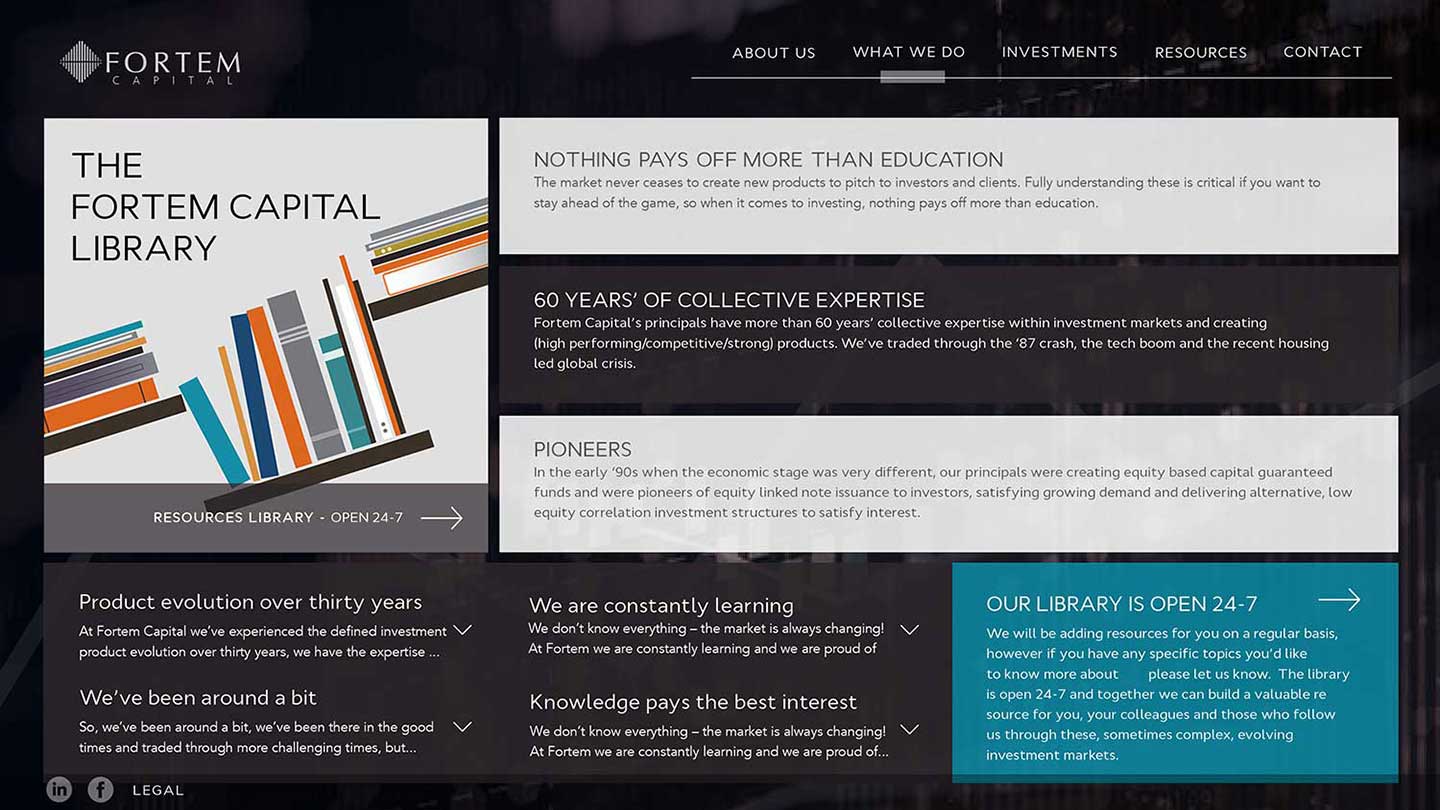 FORTEM
CAPITAL
ABOUT US
WHAT WE DO
INVESTMENTS
RESOURCES
CONTACT
THE
FORTEM CAPITAL
LIBRARY
RESOURCES LIBRARY - OPEN 24-7
NOTHING PAYS OFF MORE THAN EDUCATION
The market never ceases to create new products to pitch to investors and clients. Fully understanding these is critical if you want to
stay ahead of the game, so when it comes to investing, nothing pays off more than education.
60 YEARS' OF COLLECTIVE EXPERTISE
Fortem Capital's principals have more than 60 years' collective expertise within investment markets and creating
(high performing/competitive/strong) products. We've traded through the '87 crash, the tech boom and the recent housing
led global crisis.
PIONEERS
In the early '90s when the economic stage was very different, our principals were creating equity based capital guaranteed
funds and were pioneers of equity linked note issuance to investors, satisfying growing demand and delivering alternative, low
equity correlation investment structures to satisfy interest.
Product evolution over thirty years
At Fortem Capital we've experienced the defined investment
product evolution over thirty years, we have the expertise ...
We've been around a bit
So, we've been around a bit, we've been there in the good
times and traded through more challenging times, but...
We are constantly learning
We don't know everything – the market is always changing!
At Fortem we are constantly learning and we are proud of
Knowledge pays the best interest
We don't know everything – the market is always changing!
At Fortem we are constantly learning and we are proud of...
OUR LIBRARY IS OPEN 24-7
We will be adding resources for you on a regular basis,
however if you have any specific topics you'd like
to know more about please let us know. The library
is open 24-7 and together we can build a valuable re
source for you, your colleagues and those who follow
us through these, sometimes complex, evolving
investment markets.
in
f
LEGAL